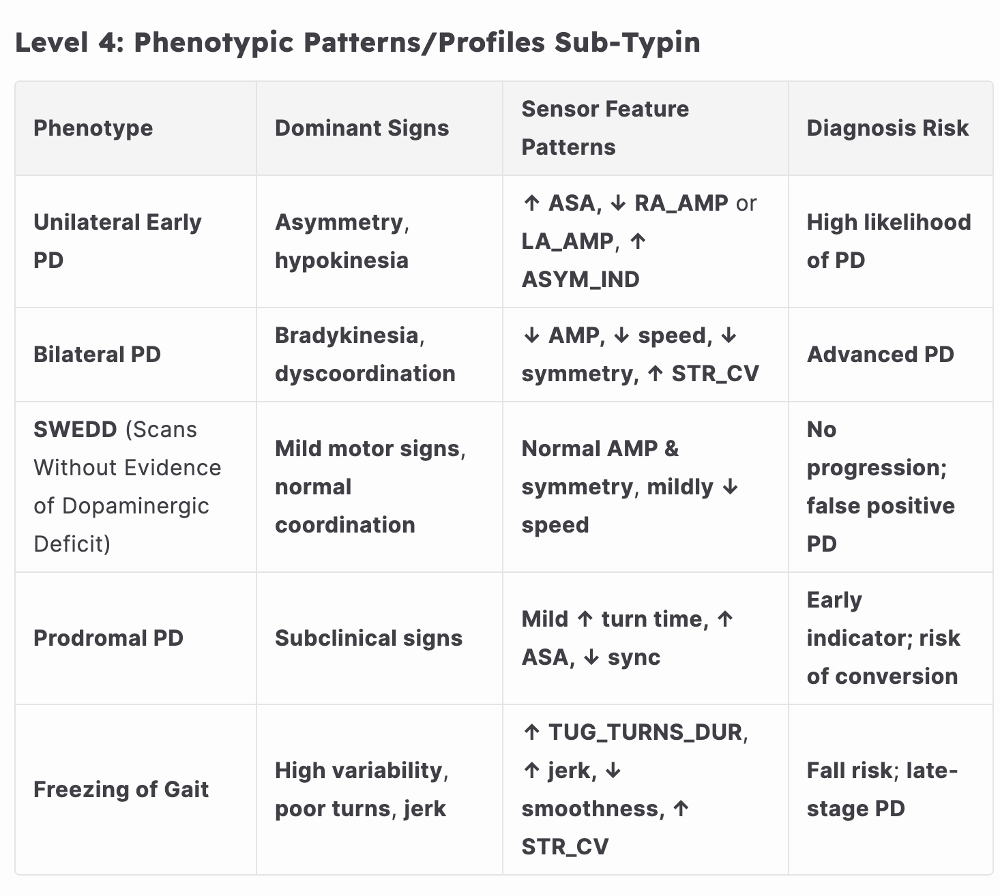 Level 4: Phenotypic Patterns/Profiles Sub-Typin
Phenotype
Dominant Signs
Sensor Feature
Patterns
Diagnosis Risk
Unilateral Early
PD
Asymmetry,
hypokinesia
↑ ASA, ↓ RA_AMP or
LA_AMP, ↑
ASYM_IND
High likelihood
of PD
Bilateral PD
Bradykinesia,
dyscoordination
↓ AMP, ↓ speed, ↓
symmetry, ↑ STR_CV
Advanced PD
SWEDD (Scans
Without Evidence
of Dopaminergic
Deficit)
Mild motor signs,
normal
coordination
Normal AMP &
symmetry, mildly ↓
speed
No
progression;
false positive
PD
Prodromal PD
Subclinical signs
Mild ↑ turn time, ↑
ASA, ↓ sync
Early
indicator; risk
of conversion
Freezing of Gait
High variability,
poor turns, jerk
↑ TUG_TURNS_DUR,
↑ jerk, ↓
smoothness, ↑
STR_CV
Fall risk; late-
stage PD